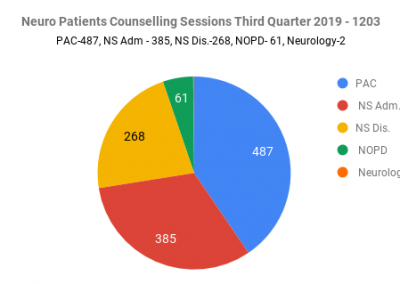 Neuro Patients Counselling Sessions Third Quarter 2019 - 1203
PAC-487, NS Adm - 385, NS Dis.-268, NOPD- 61, Neurology-2
PAC
NS Adm.
NS Dis.
NOPD
Neurolog
61
268
487
385